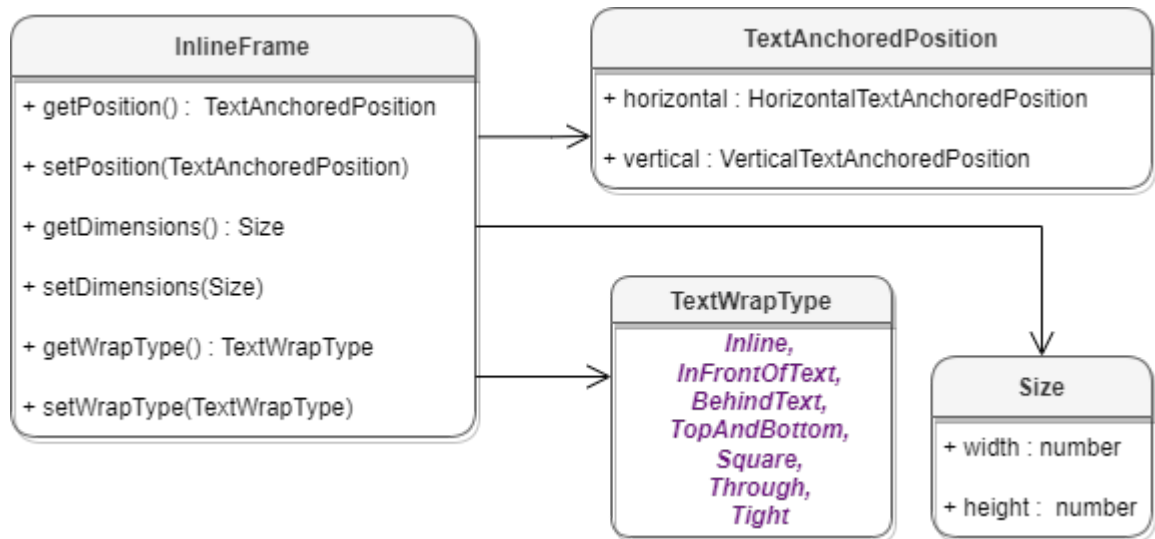 InlineFrame
+ getPosition() :  TextAnchoredPosition
+ setPosition(TextAnchoredPosition)
+ getDimensions() : Size
+ setDimensions(Size)
+ getWrapType() : TextWrapType
+ setWrapType(TextWrapType)
TextAnchoredPosition
+ horizontal : HorizontalTextAnchoredPosition
+ vertical : VerticalTextAnchoredPosition
TextWrapType
Inline,
InFrontOfText,
BehindText,
TopAndBottom,
Square,
Through,
Tight
Size
+ width : number
+ height :  number